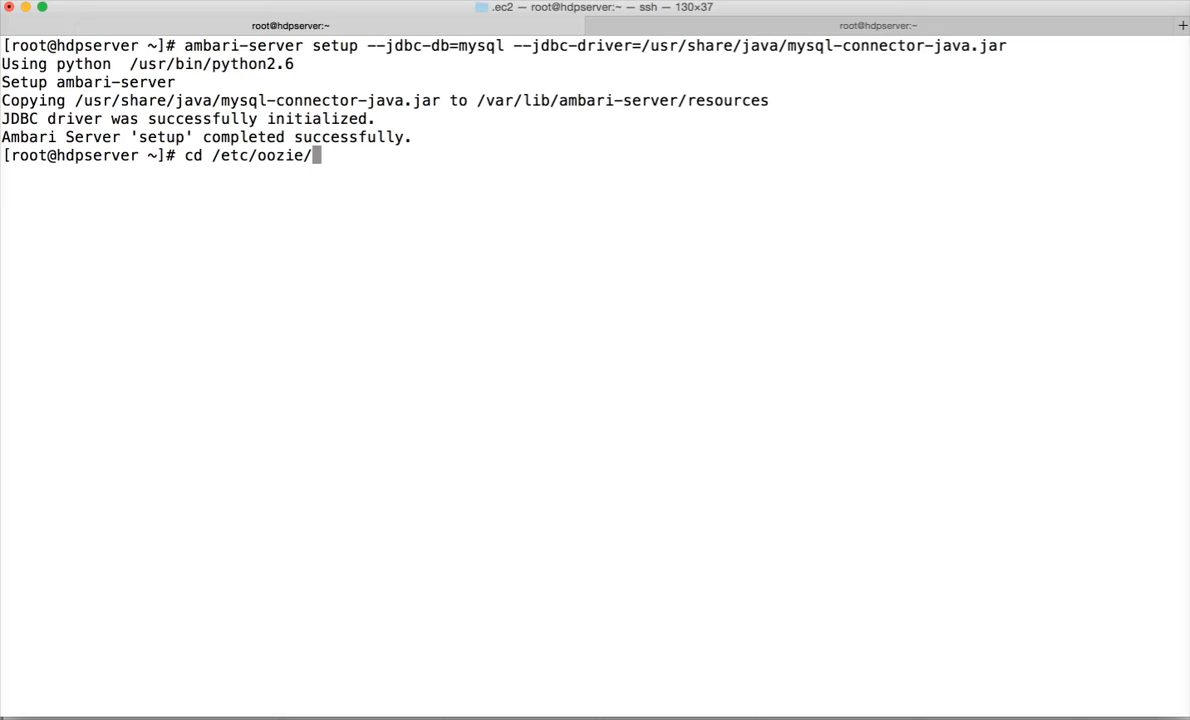 .ec2 — root@hdpserver:~ — ssh — 130×37
root@hdpserver:~
root@hdpserver:~
+
[root@hdpserver ~]# ambari-server setup --jdbc-db=mysql --jdbc-driver=/usr/share/java/mysql-connector-java.jar
Using python  /usr/bin/python2.6
Setup ambari-server
Copying /usr/share/java/mysql-connector-java.jar to /var/lib/ambari-server/resources
JDBC driver was successfully initialized.
Ambari Server 'setup' completed successfully.
[root@hdpserver ~]# cd /etc/oozie/